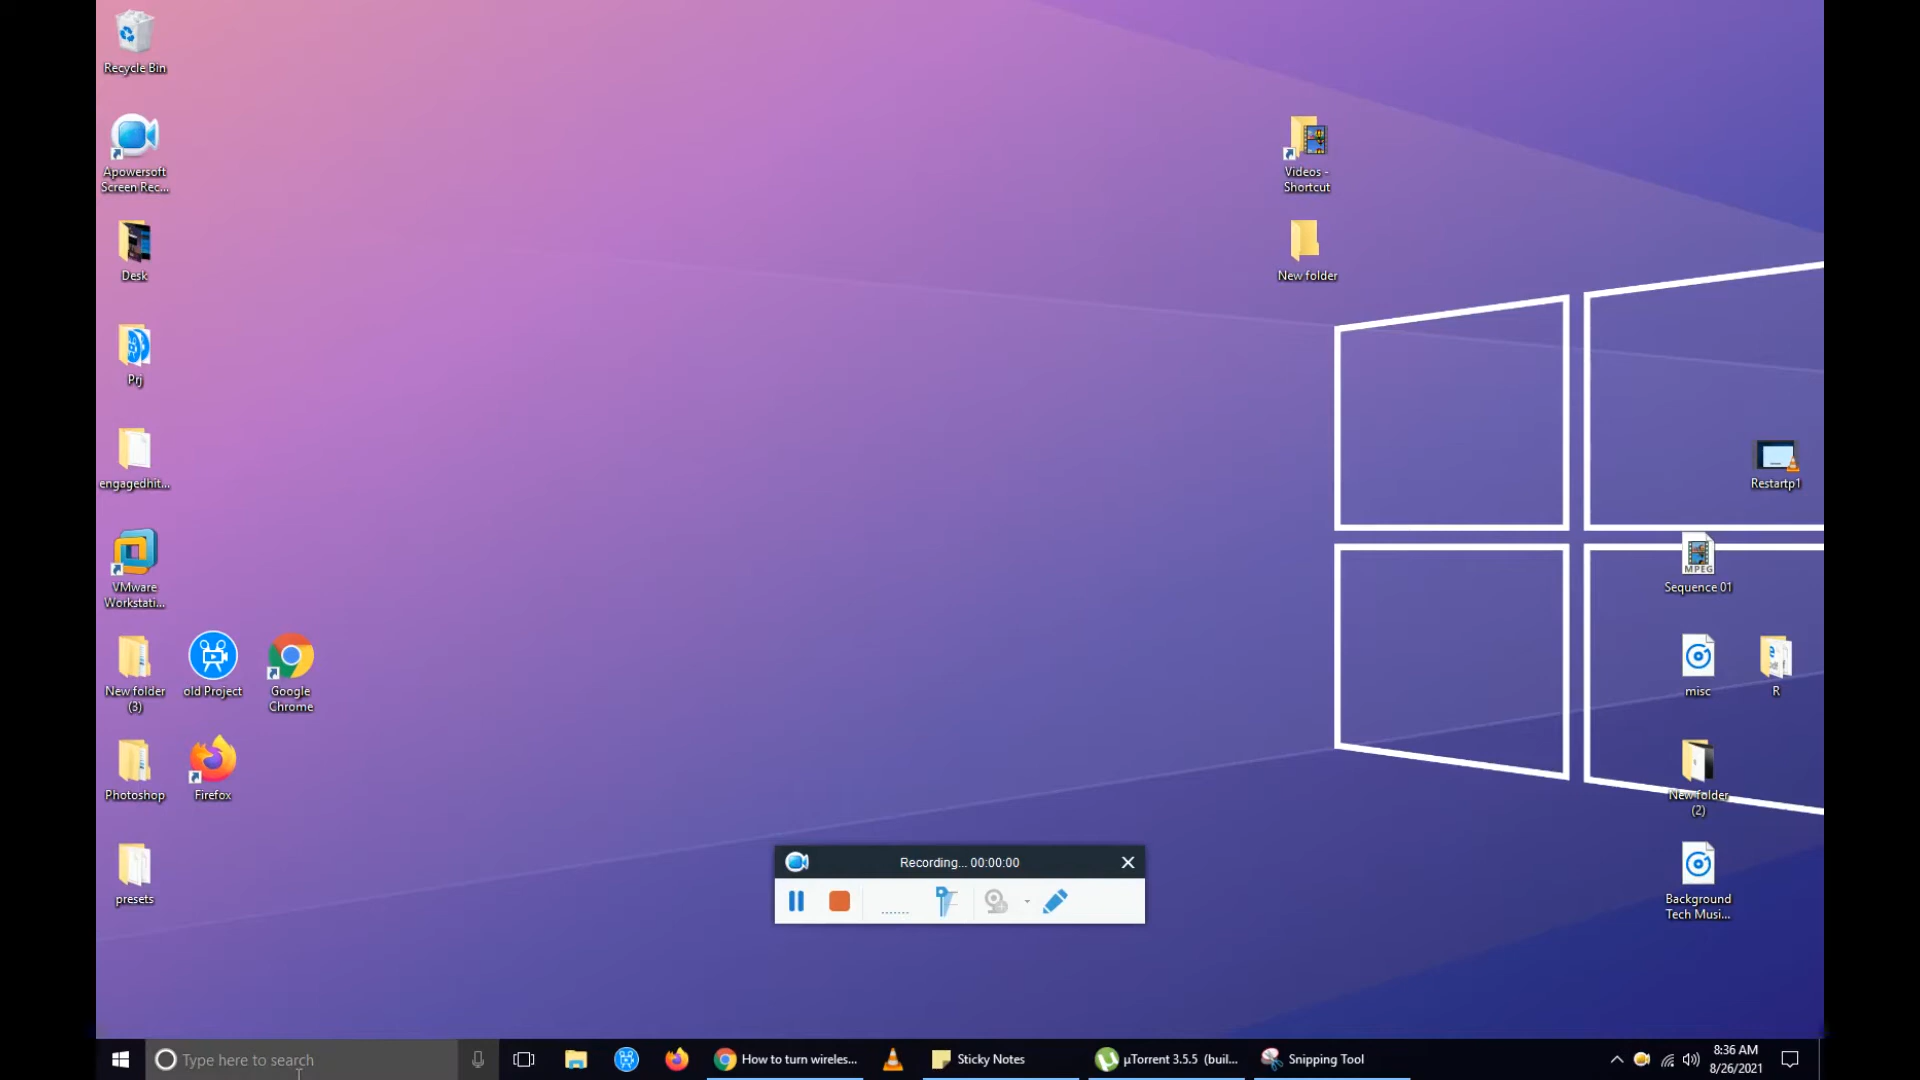 Recycle Bin
Apowersoft
Screen Rec...
Desk
Prj
engagedhit...
VMware
Workstati...
New folder
(3)
old Project
Google
Chrome
Photoshop
Firefox
presets
Videos -
Shortcut
New folder
Restartp1
MPEG
Sequence 01
misc
R
New folder
(2)
Background
Tech Musi...
Recording... 00:00:00
Type here to search
How to turn wireles...
Sticky Notes
µTorrent 3.5.5 (buil...
Snipping Tool
8:36 AM
8/26/2021